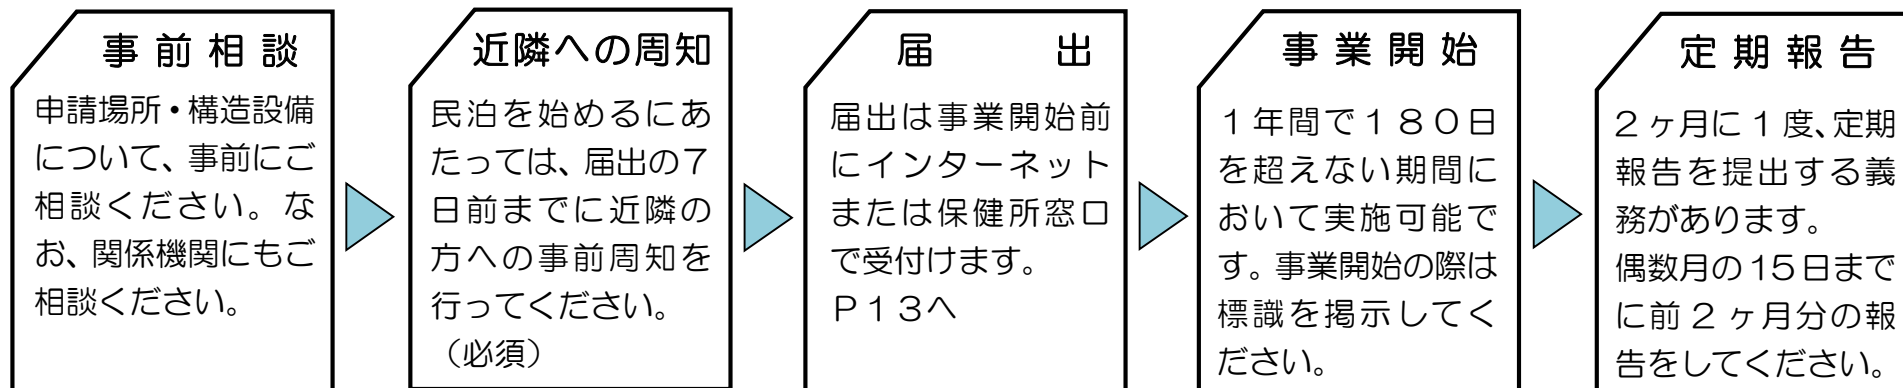 事前相談
申請場所・構造設備
について、事前にご
相談ください。な
お、関係機関にもご
相談ください。
近隣への周知
民泊を始めるにあ
たっては、届出の７
日前までに近隣の
方への事前周知を
行ってください。
（必須）
届　　　出
届出は事業開始前
にインターネット
または保健所窓口
で受付けます。
Ｐ１３へ
事業開始
１年間で１８０日
を超えない期間に
おいて実施可能で
す。事業開始の際は
標識を掲示してく
ださい。
定期報告
２ヶ月に１度、定期
報告を提出する義
務があります。
偶数月の15日まで
に前２ヶ月分の報
告をしてください。